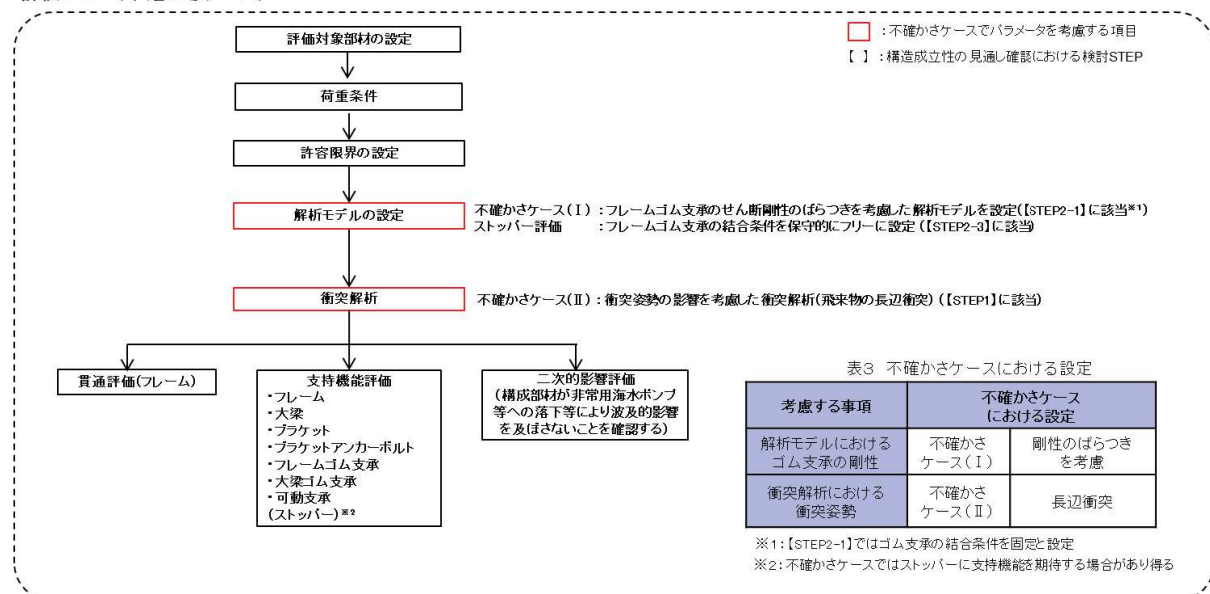 評価対象部材の設定
荷重条件
許容限界の設定
解析モデルの設定
衝突解析
:不確かさケースでパラメータを考慮する項目
【 】:構造成立性の見通し確認における検討STEP
不確かさケース(Ⅰ):フレームゴム支承のせん断剛性のばらつきを考慮した解析モデルを設定(【STEP2-1】に該当※1)
ストッパー評価 :フレームゴム支承の結合条件を保守的にフリーに設定(【STEP2-3】に該当)
不確かさケース(Ⅱ):衝突姿勢の影響を考慮した衝突解析(飛来物の長辺衝突)(【STEP1】に該当)
貫通評価(フレーム)
支持機能評価
・フレーム
・大梁
・ブラケット
・ブラケットアンカーボルト
・フレームゴム支承
・大梁ゴム支承
・可動支承
(ストッパー)※2
二次的影響評価
(構成部材が非常用海水ポンプ
等への落下等により波及的影響
を及ぼさないことを確認する)
表3 不確かさケースにおける設定
考慮する事項
不確かさケース
における設定
解析モデルにおける
ゴム支承の剛性
不確かさ
ケース(Ⅰ)
剛性のばらつき
を考慮
衝突解析における
衝突姿勢
不確かさ
ケース(Ⅱ)
長辺衝突
※1:【STEP2-1】ではゴム支承の結合条件を固定と設定
※2:不確かさケースではストッパーに支持機能を期待する場合があり得る